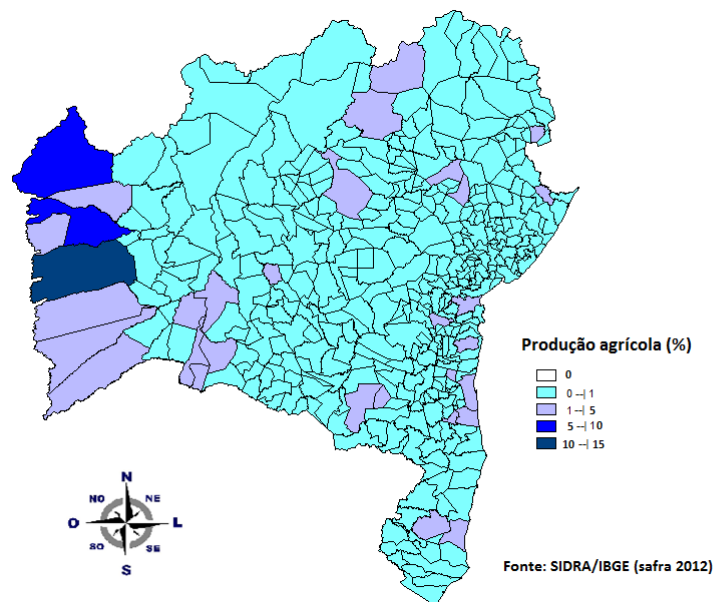 Produção agrícola (%)
0
0 --| 1
1 --| 5
5 --| 10
10 --| 15
N
NO NE
O L
SO SE
S
Fonte: SIDRA/IBGE (safra 2012)